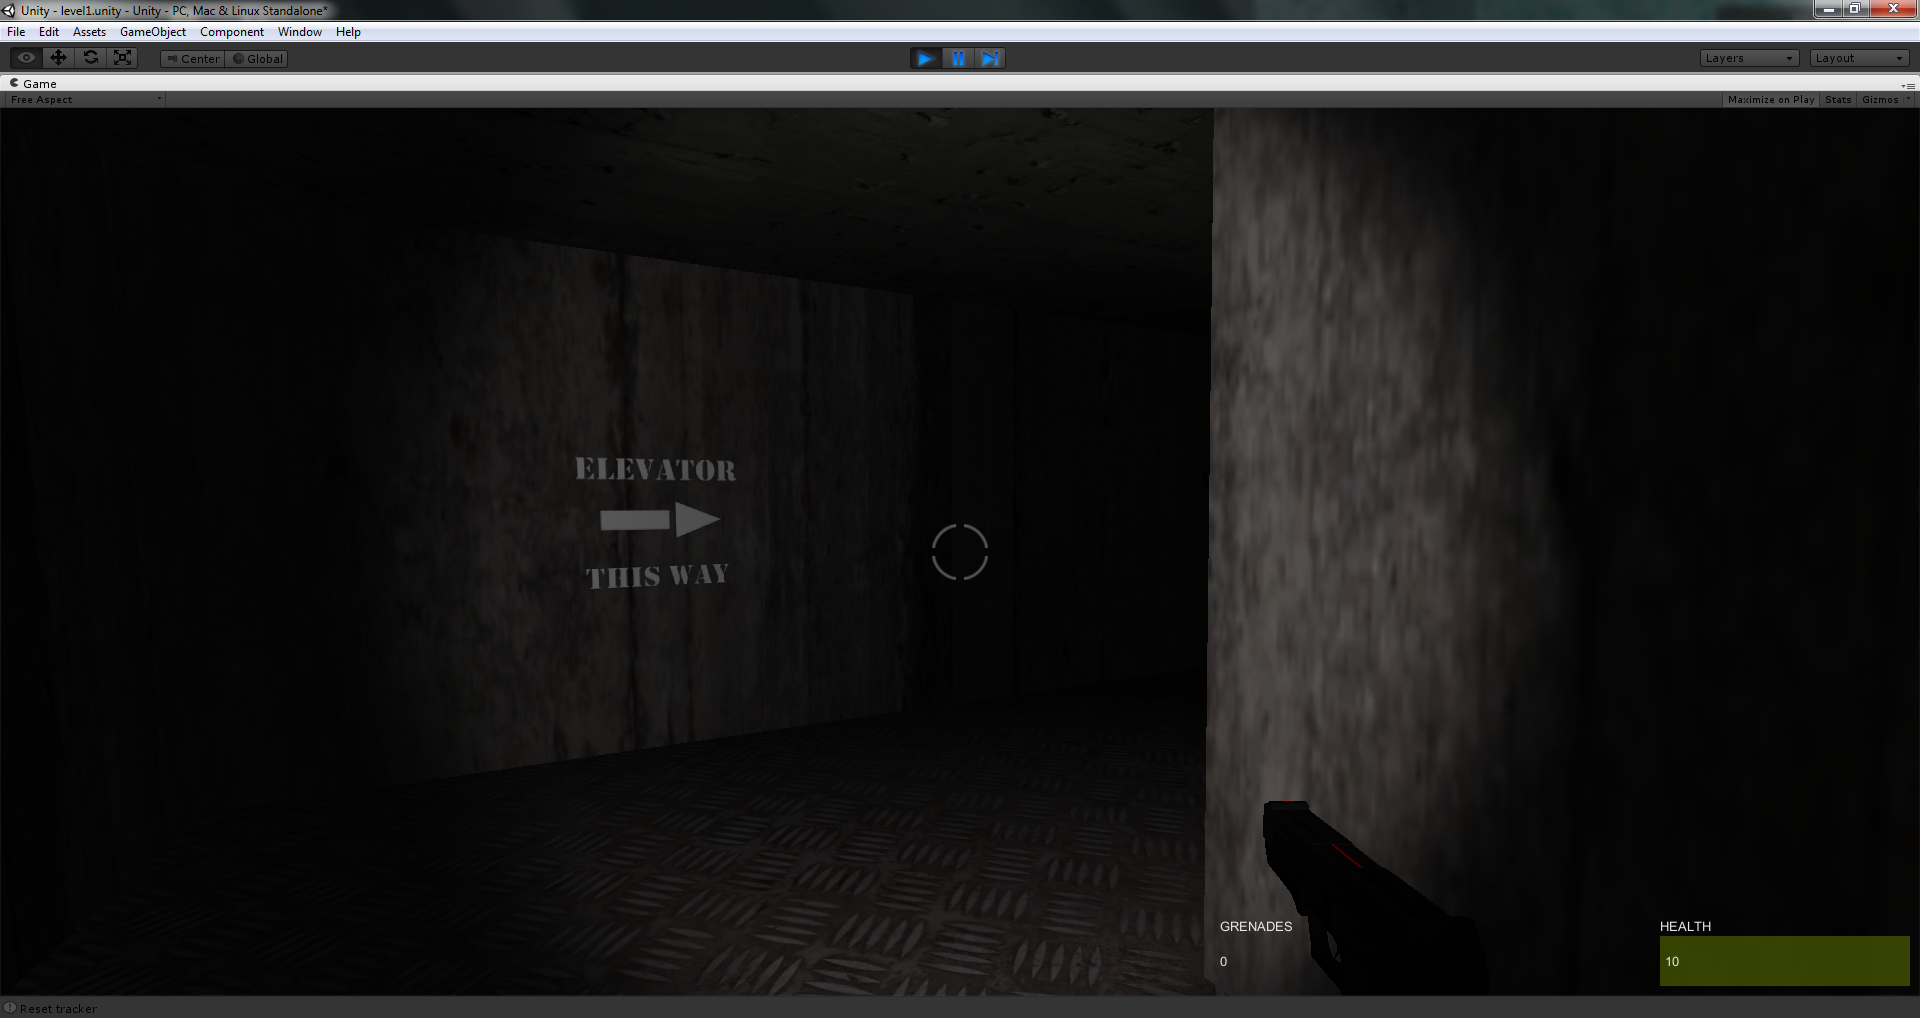 Unity - level1.unity - Unity - PC, Mac & Linux Standalone*
File Edit Assets GameObject Component Window Help
Center Global Layers Layout
Game
Free Aspect Maximize on Play Stats Gizmos
ELEVATOR
THIS WAY
GRENADES HEALTH
0 10
Reset tracker